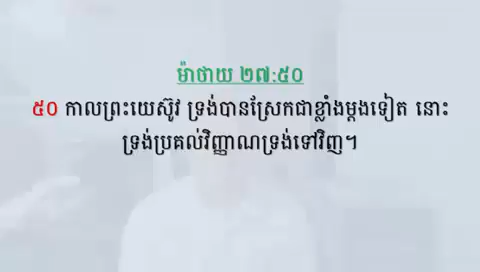 ម៉ាថាយ ២៧:៥០
៥០ កាលព្រះយេស៊ូវ ទ្រង់បានស្រែកជាខ្លាំងម្តងទៀត នោះ
ទ្រង់ប្រគល់វិញ្ញាណទ្រង់ទៅវិញ។